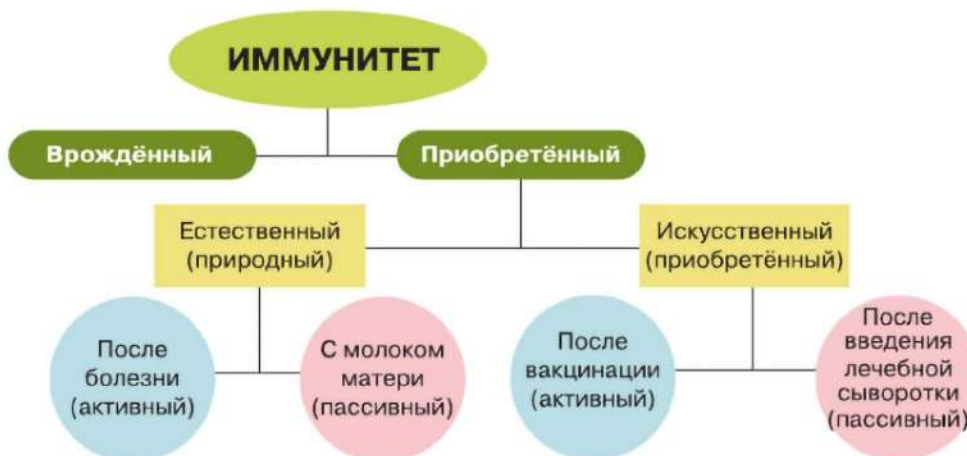 ИММУНИТЕТ
Врождённый
Приобретённый
Естественный
(природный)
Искусственный
(приобретённый)
После
болезни
(активный)
С молоком
матери
(пассивный)
После
вакцинации
(активный)
После
введения
лечебной
сыворотки
(пассивный)